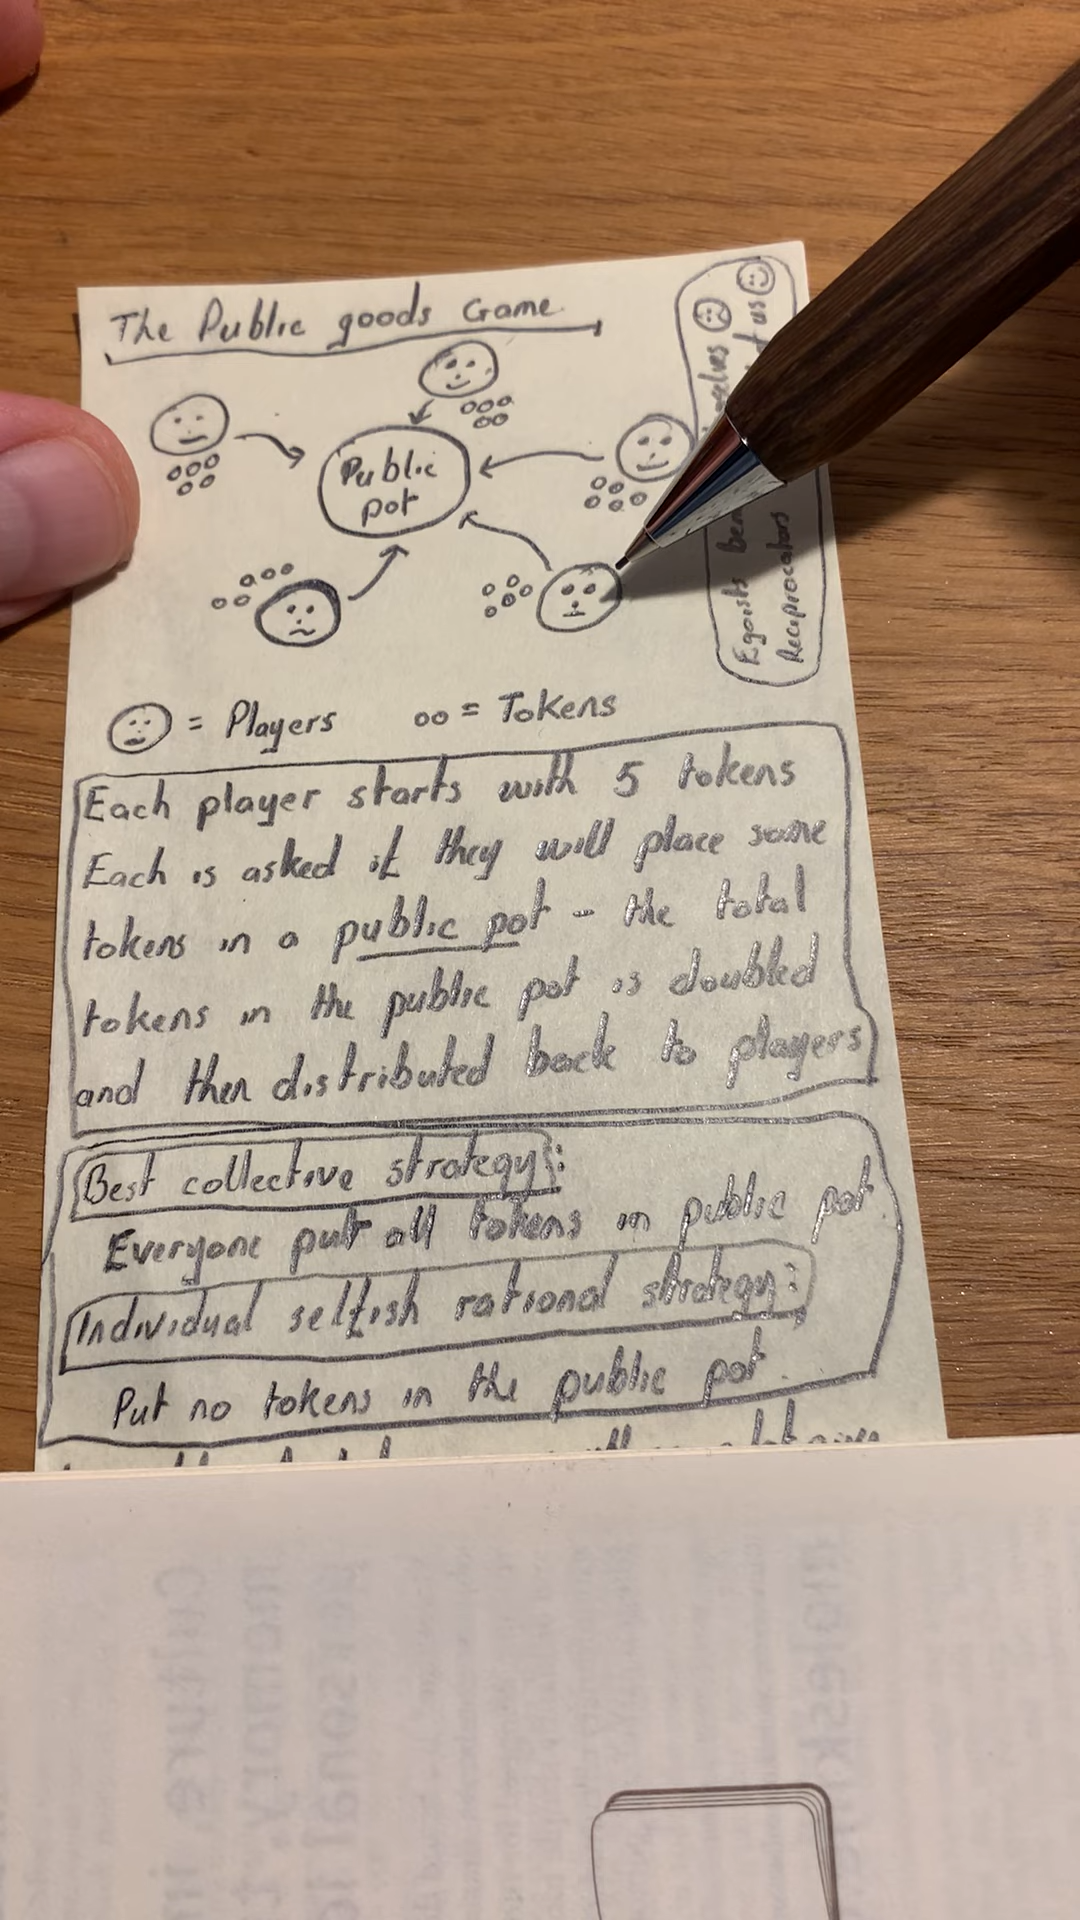 The Public goods Game
Public
pot
= Players
oo = Tokens
Each player starts with 5 tokens
Each is asked if they will place some
tokens in a public pot - the total
tokens in the public pot is doubled
and then distributed back to players
Best collective strategy:
Everyone put all tokens in public pot.
Individual selfish rational strategy:
Put no tokens in the public pot.
Egoists
Reciprocators us